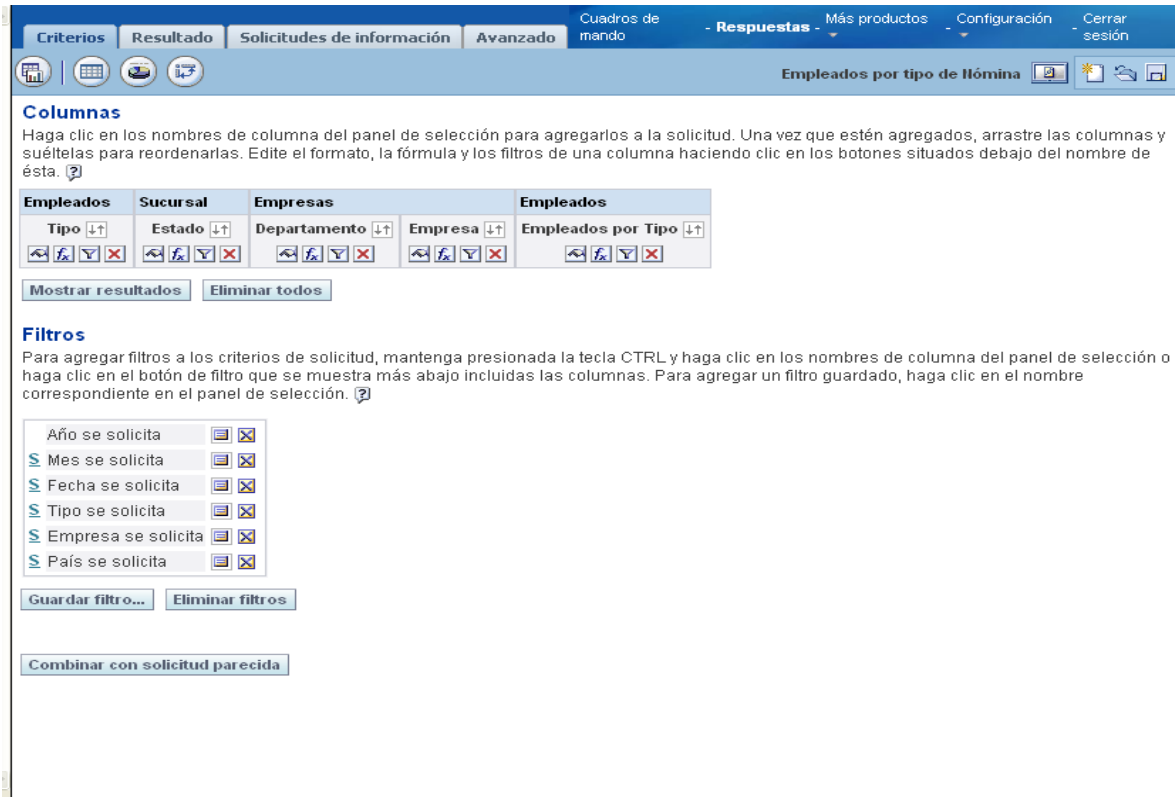 Criterios Resultado Solicitudes de información Avanzado Cuadros de mando - Respuestas - Más productos - Configuración - Cerrar sesión
Empleados por tipo de Nómina
Columnas
Haga clic en los nombres de columna del panel de selección para agregarlos a la solicitud. Una vez que estén agregados, arrastre las columnas y
suéltelas para reordenarlas. Edite el formato, la fórmula y los filtros de una columna haciendo clic en los botones situados debajo del nombre de
ésta. ?
Empleados Sucursal Empresas Empleados
Tipo Estado Departamento Empresa Empleados por Tipo
fx fx fx fx fx
Mostrar resultados Eliminar todos
Filtros
Para agregar filtros a los criterios de solicitud, mantenga presionada la tecla CTRL y haga clic en los nombres de columna del panel de selección o
haga clic en el botón de filtro que se muestra más abajo incluidas las columnas. Para agregar un filtro guardado, haga clic en el nombre
correspondiente en el panel de selección. ?
Año se solicita
S Mes se solicita
S Fecha se solicita
S Tipo se solicita
S Empresa se solicita
S País se solicita
Guardar filtro... Eliminar filtros
Combinar con solicitud parecida